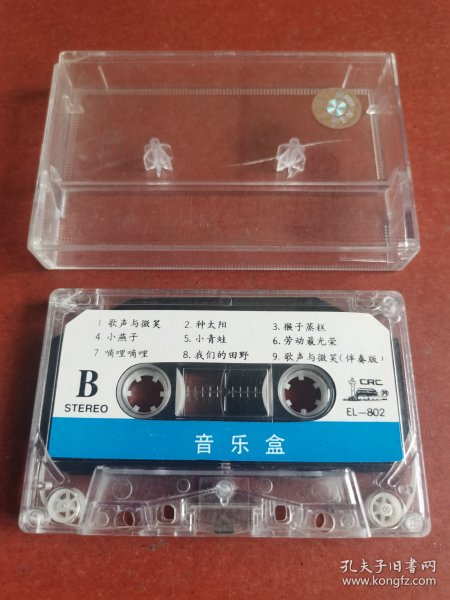 1 歌声与微笑 2. 种太阳 3. 猴子蒸糕
4. 小燕子 5. 小青蛙 6. 劳动最光荣
7 嘀哩嘀哩 8. 我们的田野 9. 歌声与微笑(伴奏版)
B
STEREO
CRC
EL—802
音乐盒
孔夫子旧书网
www.kongfz.com